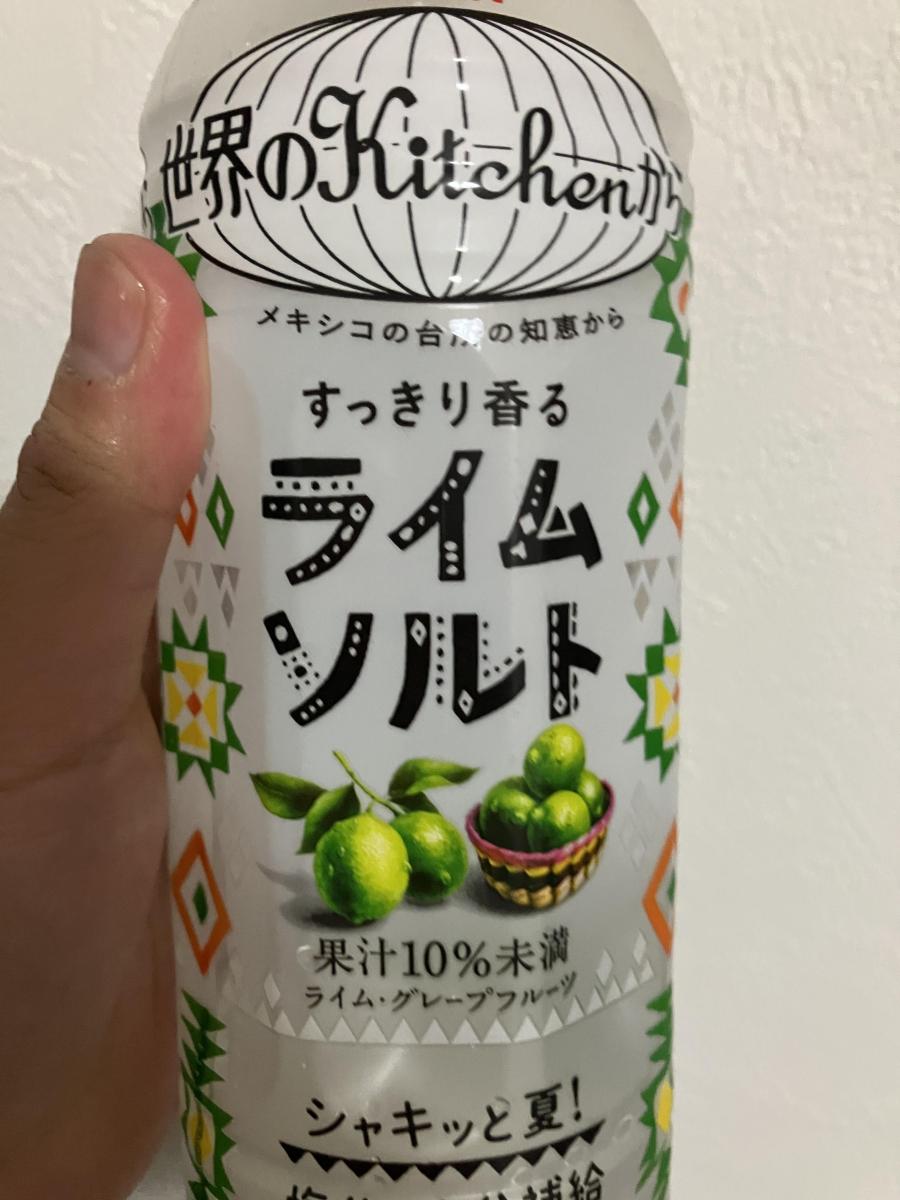 世界のKitchenから
メキシコの台所の知恵から
すっきり香る
ライム
ソルト
果汁10%未満
ライム・グレープフルーツ
シャキッと夏!
補給